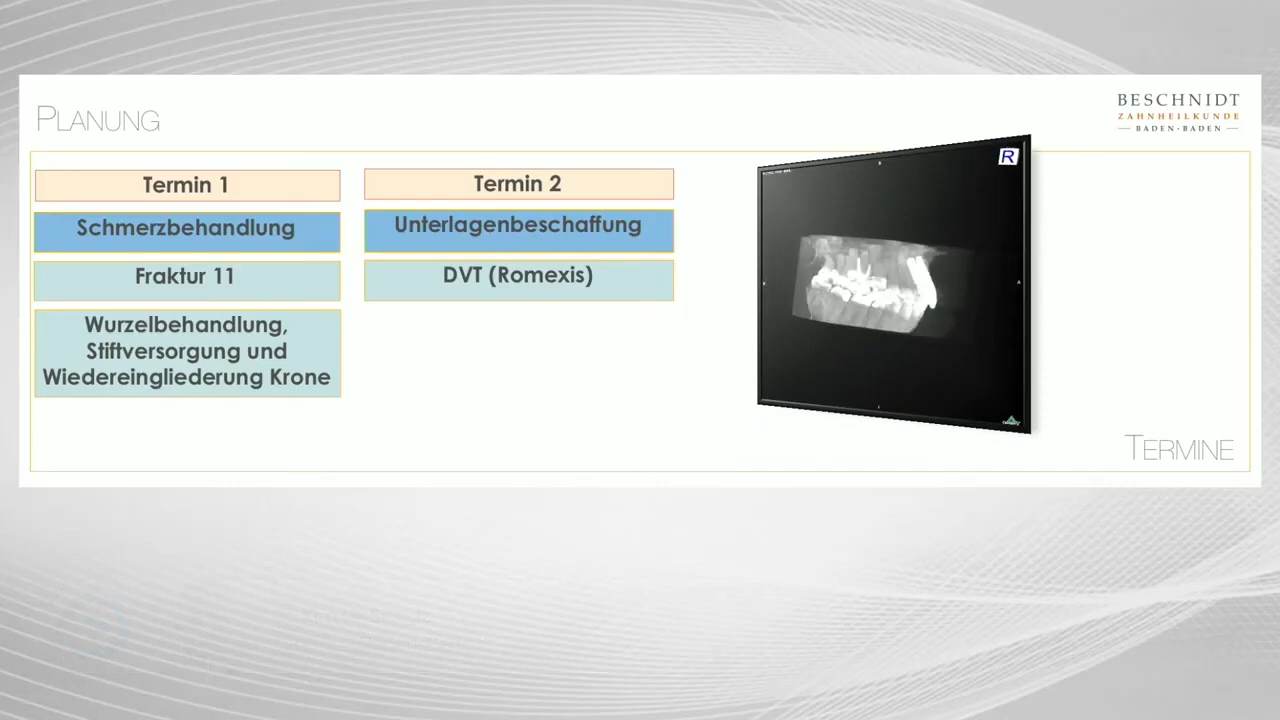 PLANUNG
BESCHNIDT
ZAHNHEILKUNDE
BADEN-BADEN
Termin 1
Schmerzbehandlung
Fraktur 11
Wurzelbehandlung,
Stiftversorgung und
Wiedereingliederung Krone
Termin 2
Unterlagenbeschaffung
DVT (Romexis)
R
TERMINE